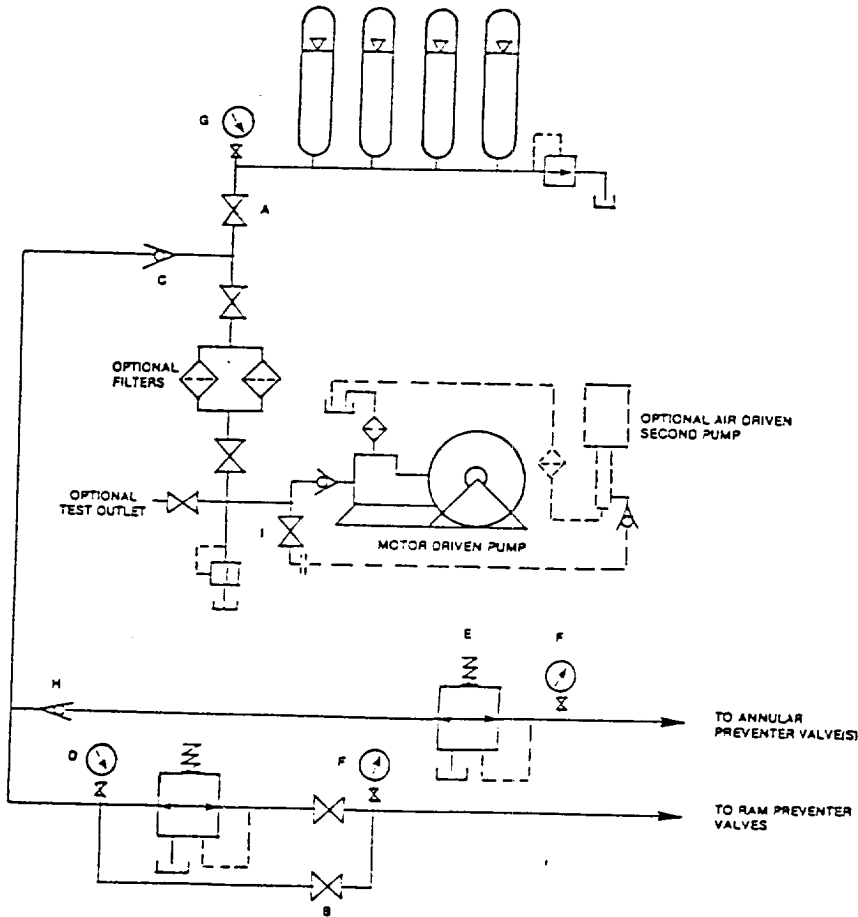 G
A
C
OPTIONAL
FILTERS
OPTIONAL AIR DRIVEN
SECOND PUMP
OPTIONAL
TEST OUTLET
I
MOTOR DRIVEN PUMP
E
F
H
TO ANNULAR
PREVENTER VALVE(S)
D
F
TO RAM PREVENTER
VALVES
B